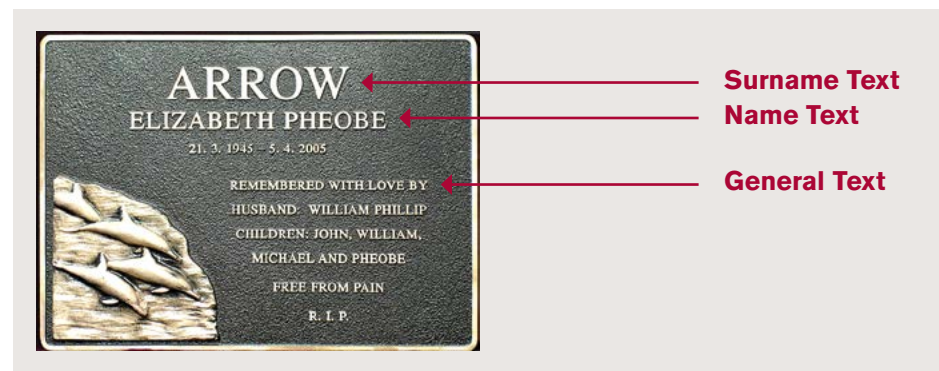 ARROW
ELIZABETH PHEOBE
21. 3. 1945 – 5. 4. 2005
REMEMBERED WITH LOVE BY
HUSBAND: WILLIAM PHILLIP
CHILDREN: JOHN, WILLIAM,
MICHAEL AND PHEOBE
FREE FROM PAIN
R. I. P.
Surname Text
Name Text
General Text